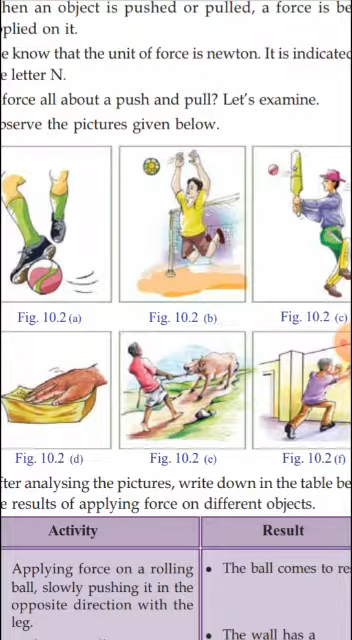 hen an object is pushed or pulled, a force is be
plied on it.
e know that the unit of force is newton. It is indicated
e letter N.
force all about a push and pull? Let's examine.
bserve the pictures given below.
Fig. 10.2 (a)
Fig. 10.2 (b)
Fig. 10.2 (c)
Fig. 10.2 (d)
Fig. 10.2 (e)
Fig. 10.2 (f)
fter analysing the pictures, write down in the table be
e results of applying force on different objects.
Activity
Result
Applying force on a rolling
ball, slowly pushing it in the
opposite direction with the
leg.
• The ball comes to re
• The wall has a